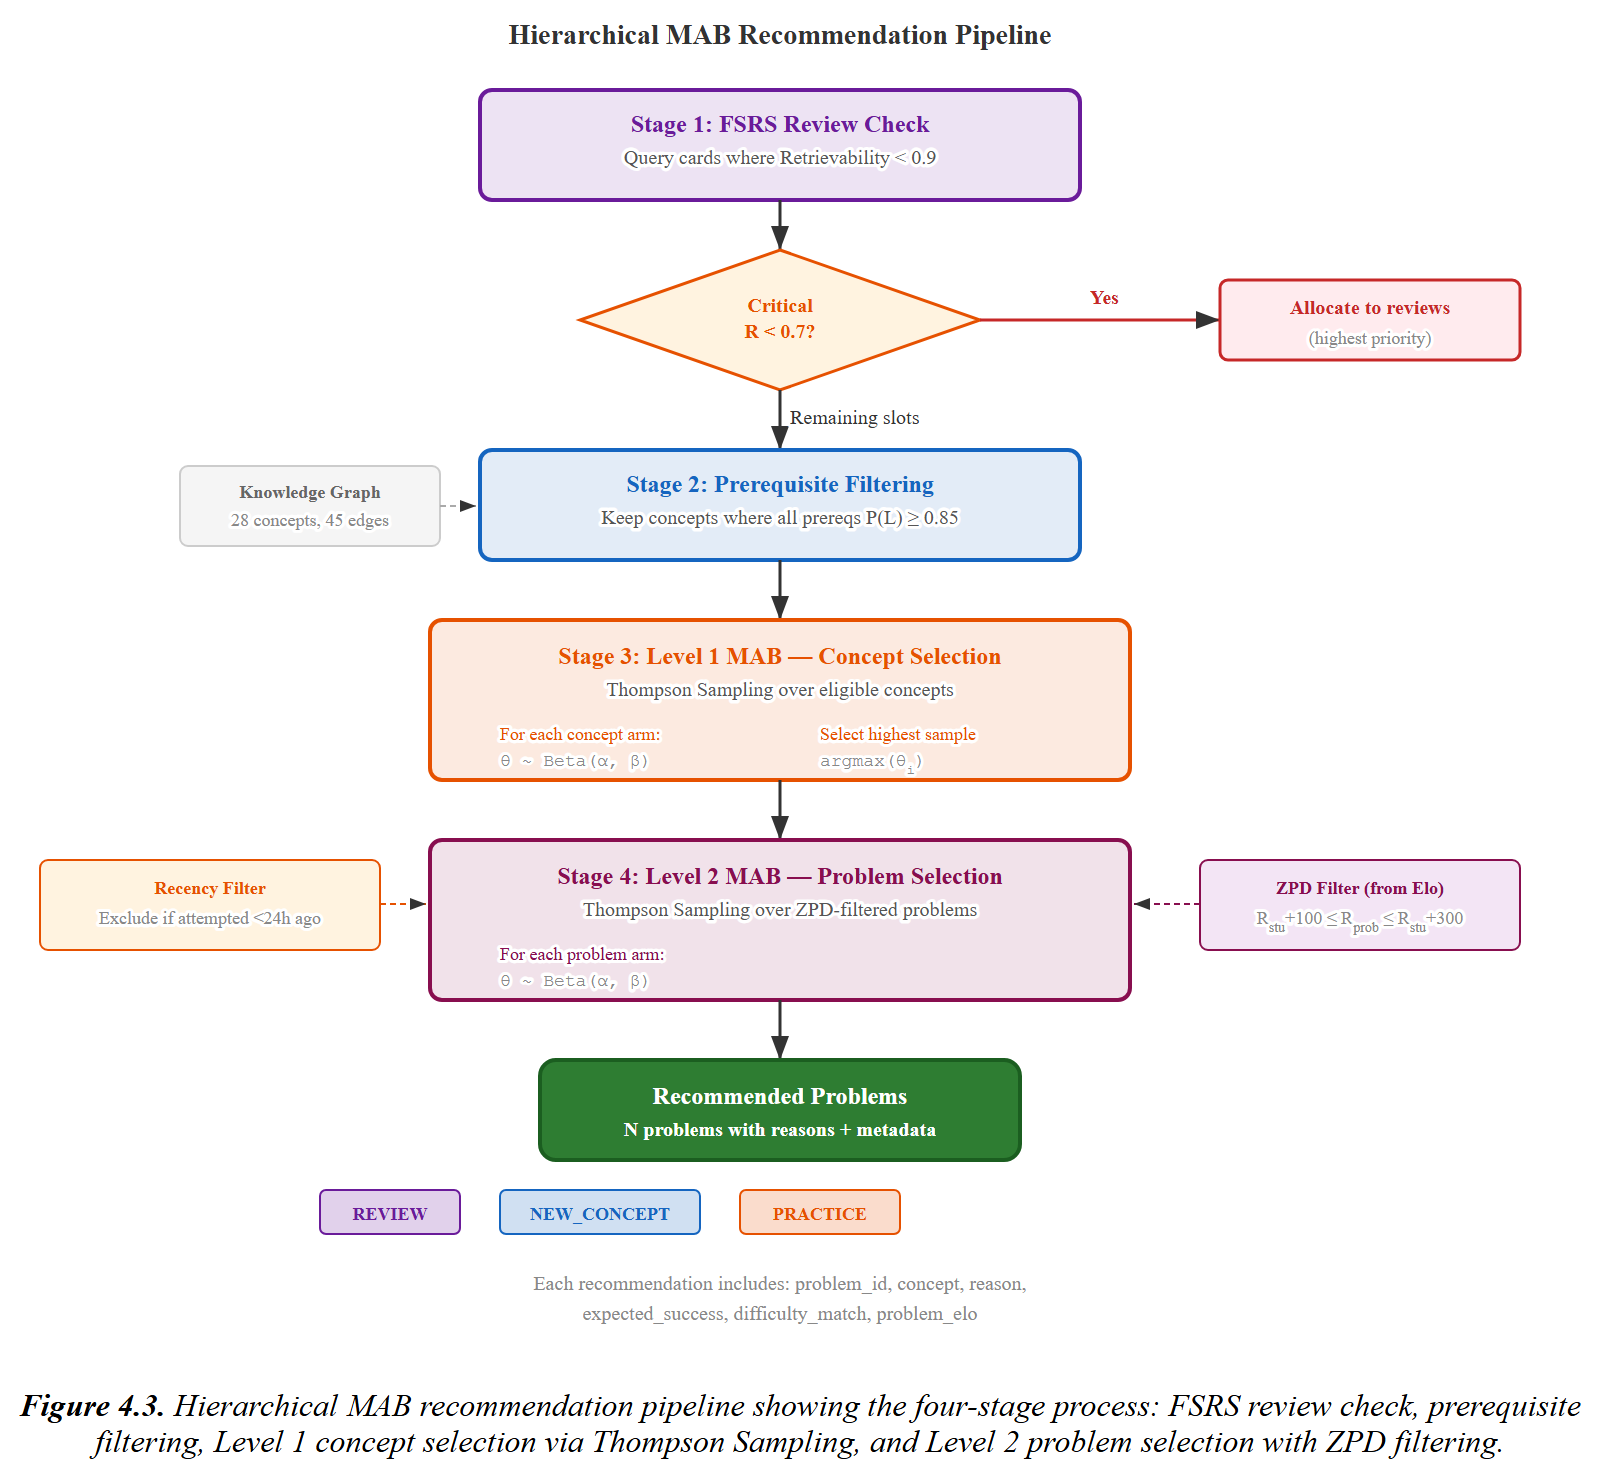 Hierarchical MAB Recommendation Pipeline
Stage 1: FSRS Review Check
Query cards where Retrievability < 0.9
Critical
R < 0.7?
Yes
Allocate to reviews
(highest priority)
Remaining slots
Knowledge Graph
28 concepts, 45 edges
Stage 2: Prerequisite Filtering
Keep concepts where all prereqs P(L) ≥ 0.85
Stage 3: Level 1 MAB — Concept Selection
Thompson Sampling over eligible concepts
For each concept arm:
θ ~ Beta(α, β)
Select highest sample
argmax(θᵢ)
Recency Filter
Exclude if attempted <24h ago
Stage 4: Level 2 MAB — Problem Selection
Thompson Sampling over ZPD-filtered problems
For each problem arm:
θ ~ Beta(α, β)
ZPD Filter (from Elo)
R_stu+100 ≤ R_prob ≤ R_stu+300
Recommended Problems
N problems with reasons + metadata
REVIEW
NEW_CONCEPT
PRACTICE
Each recommendation includes: problem_id, concept, reason,
expected_success, difficulty_match, problem_elo
Figure 4.3. Hierarchical MAB recommendation pipeline showing the four-stage process: FSRS review check, prerequisite
filtering, Level 1 concept selection via Thompson Sampling, and Level 2 problem selection with ZPD filtering.